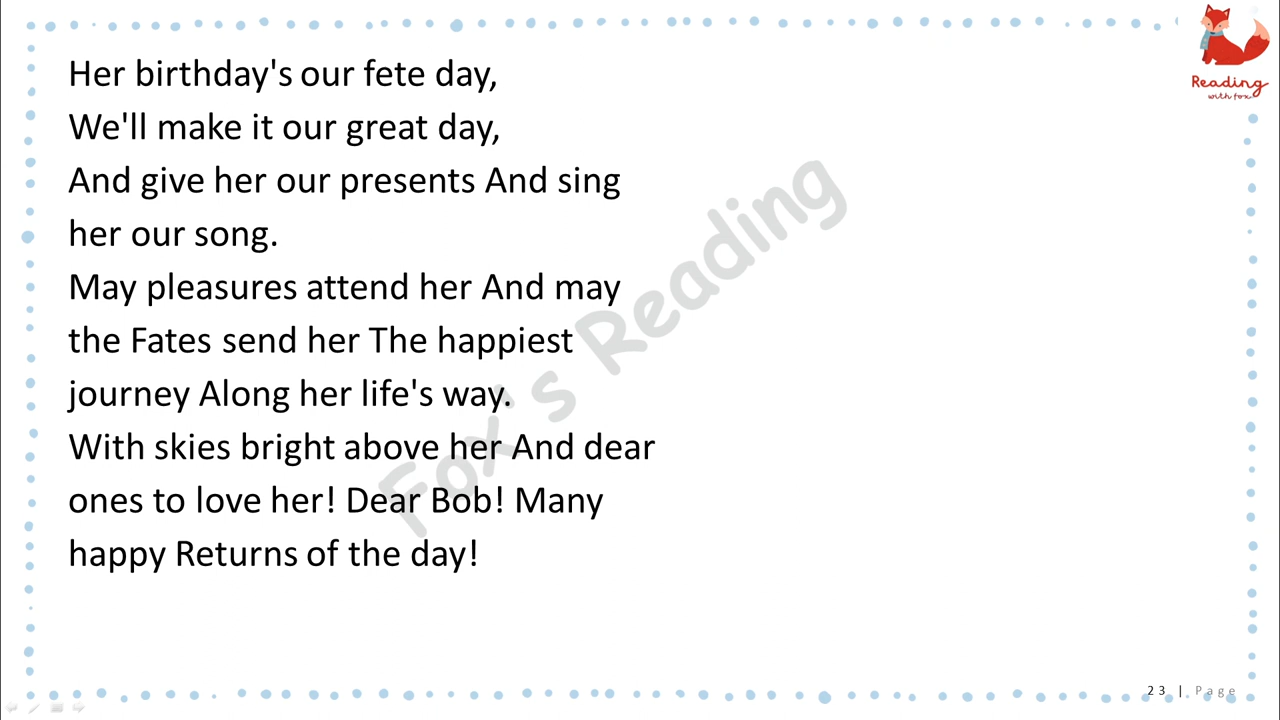 Reading
with fox
Her birthday's our fete day,
We'll make it our great day,
And give her our presents And sing
her our song.
May pleasures attend her And may
the Fates send her The happiest
journey Along her life's way.
With skies bright above her And dear
ones to love her! Dear Bob! Many
happy Returns of the day!
Fox's Reading
23 | Page